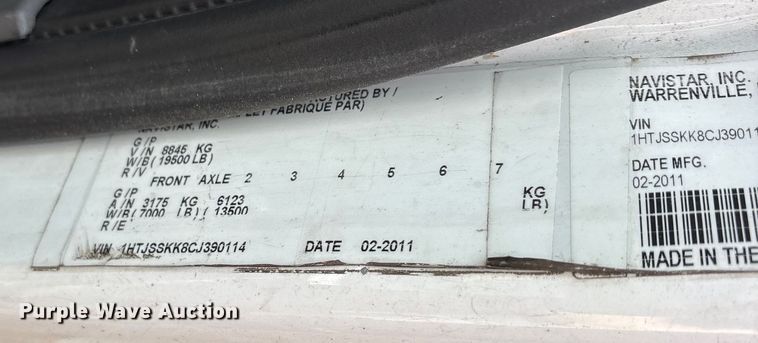 CTURED BY /
ET FABRIQUE PAR)
NAVISTAR, INC.
G/P
V/N 8845 KG
W/B (19500 LB)
R/V
FRONT AXLE 2 3 4 5 6 7
G/P
A/N 3175 KG 6123 KG
W/B (7000 LB) ( 13500 LB)
R/E
VIN 1HTJSSKK8CJ390114 DATE 02-2011
NAVISTAR, INC.
WARRENVILLE,
VIN
1HTJSSKK8CJ39011
DATE MFG.
02-2011
MADE IN THE
Purple Wave Auction